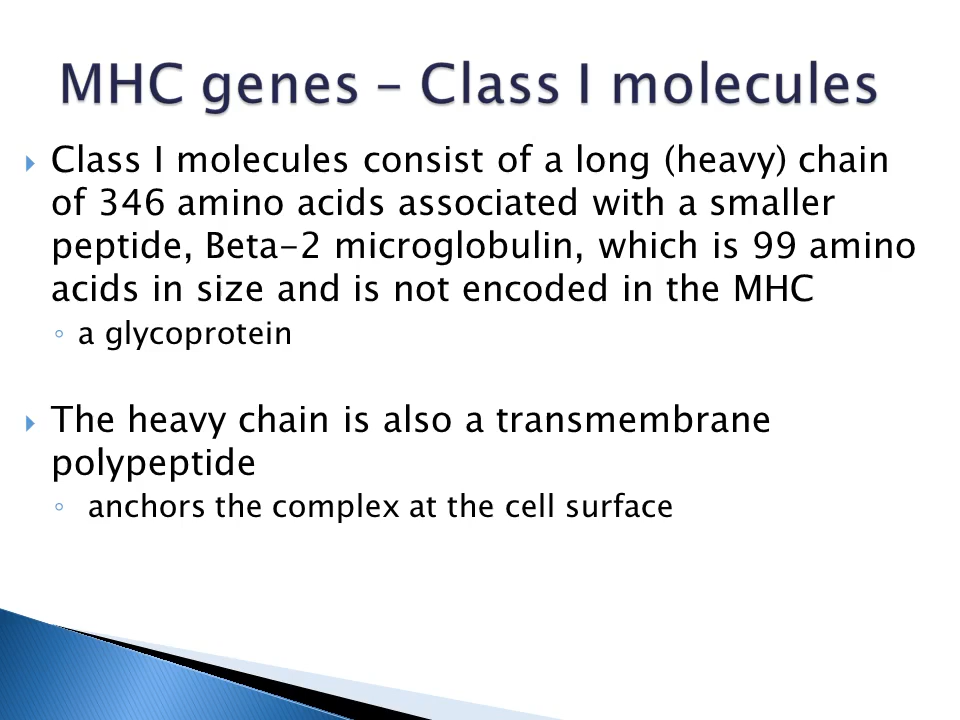 MHC genes – Class I molecules
Class I molecules consist of a long (heavy) chain
of 346 amino acids associated with a smaller
peptide, Beta-2 microglobulin, which is 99 amino
acids in size and is not encoded in the MHC
a glycoprotein
The heavy chain is also a transmembrane
polypeptide
anchors the complex at the cell surface